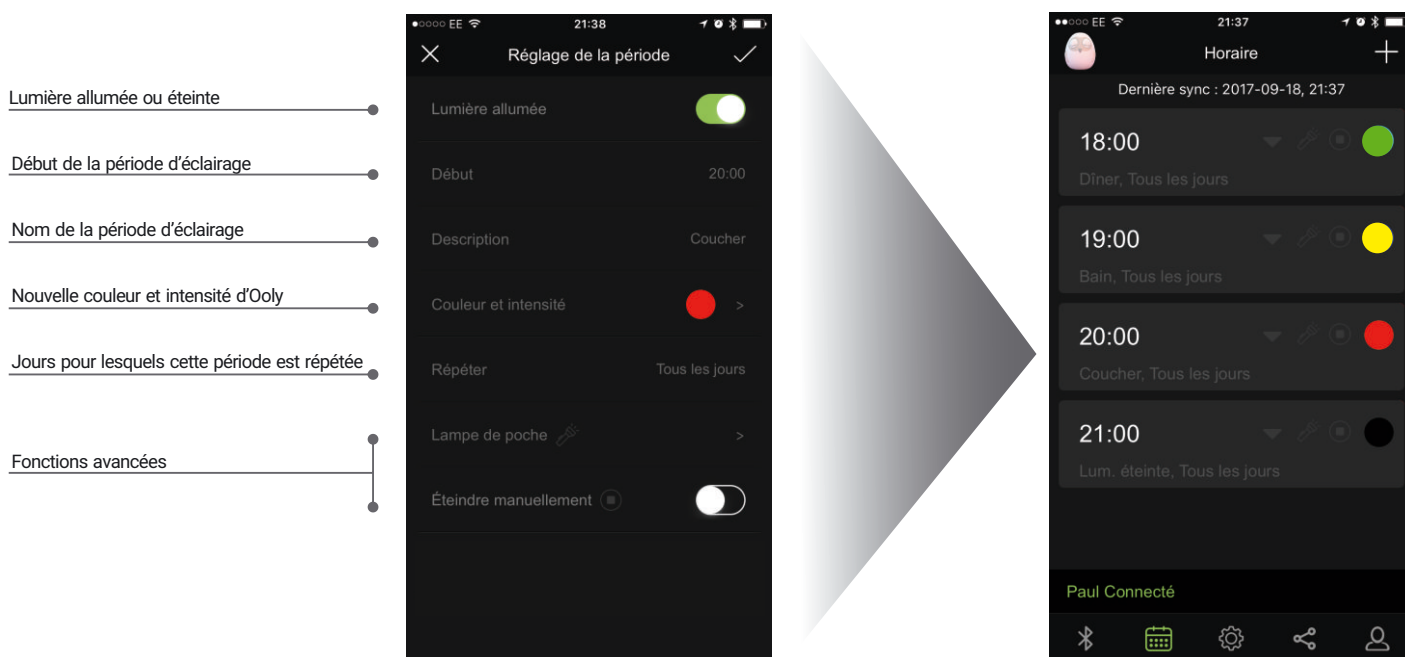 Lumière allumée ou éteinte
Début de la période d'éclairage
Nom de la période d'éclairage
Nouvelle couleur et intensité d'Ooly
Jours pour lesquels cette période est répétée
Fonctions avancées
EE 21:38
Réglage de la période
Lumière allumée
Début 20:00
Description Coucher
Couleur et intensité >
Répéter Tous les jours
Lampe de poche >
Éteindre manuellement
EE 21:37
Horaire
Dernière sync : 2017-09-18, 21:37
18:00
Dîner, Tous les jours
19:00
Bain, Tous les jours
20:00
Coucher, Tous les jours
21:00
Lum. éteinte, Tous les jours
Paul Connecté